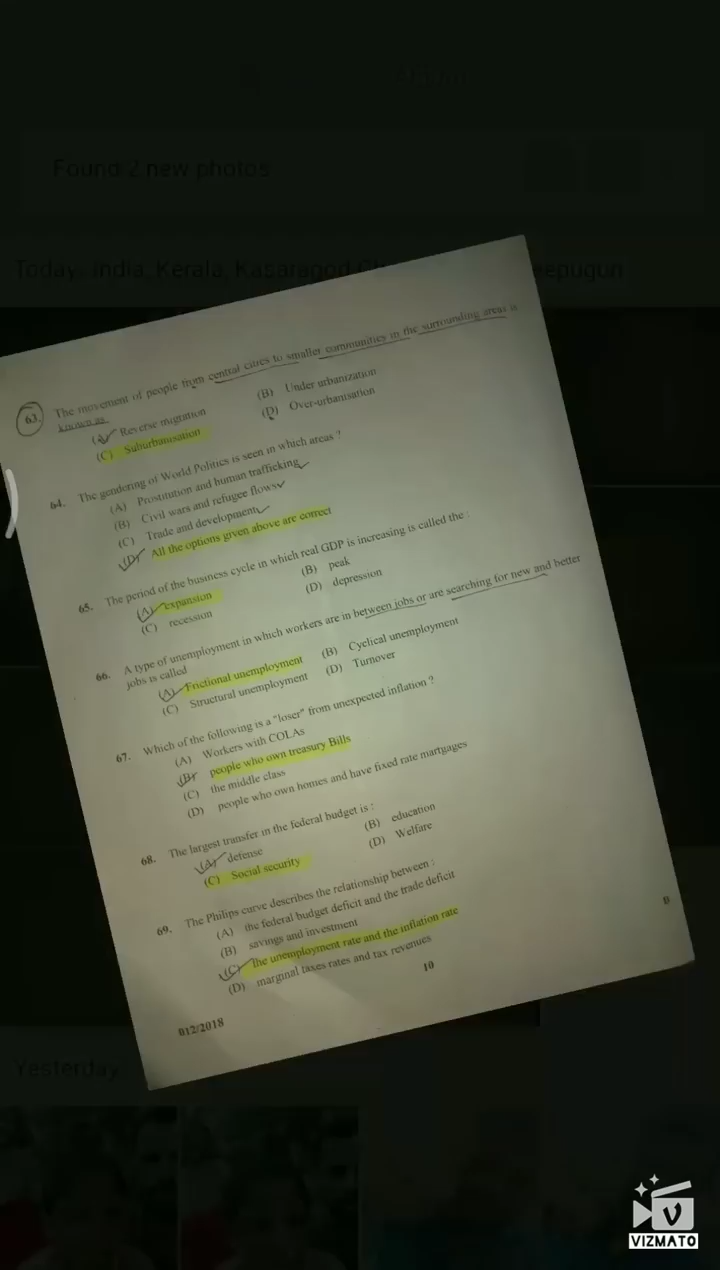 Found 2 new photos
Today. India, Kerala, Kasaragod
63. The movement of people from central cities to smaller communities in the surrounding areas is
known as
(A) Reverse migration (B) Under urbanization
(C) Suburbanisation (D) Over-urbanisation
64. The gendering of World Politics is seen in which areas ?
(A) Prostitution and human trafficking
(B) Civil wars and refugee flows
(C) Trade and development
(D) All the options given above are correct
65. The period of the business cycle in which real GDP is increasing is called the :
(A) expansion (B) peak
(C) recession (D) depression
66. A type of unemployment in which workers are in between jobs or are searching for new and better
jobs is called
(A) Frictional unemployment (B) Cyclical unemployment
(C) Structural unemployment (D) Turnover
67. Which of the following is a "loser" from unexpected inflation ?
(A) Workers with COLAs
(B) people who own treasury Bills
(C) the middle class
(D) people who own homes and have fixed rate martgages
68. The largest transfer in the federal budget is :
(A) defense (B) education
(C) Social security (D) Welfare
69. The Philips curve describes the relationship between :
(A) the federal budget deficit and the trade deficit
(B) savings and investment
(C) the unemployment rate and the inflation rate
(D) marginal taxes rates and tax revenues
012/2018 10 B
Yesterday
V
VIZMATO